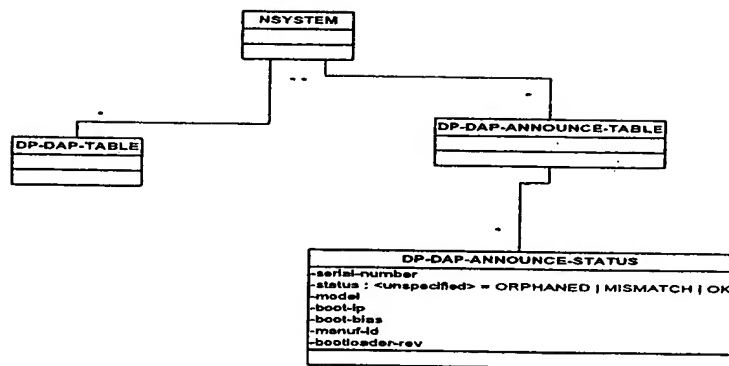 NSYSTEM
DP-DAP-TABLE
DP-DAP-ANNOUNCE-TABLE
DP-DAP-ANNOUNCE-STATUS
-serial-number
-status : <unspecified> = ORPHANED | MISMATCH | OK
-model
-boot-ip
-boot-bias
-manuf-id
-bootloader-rev